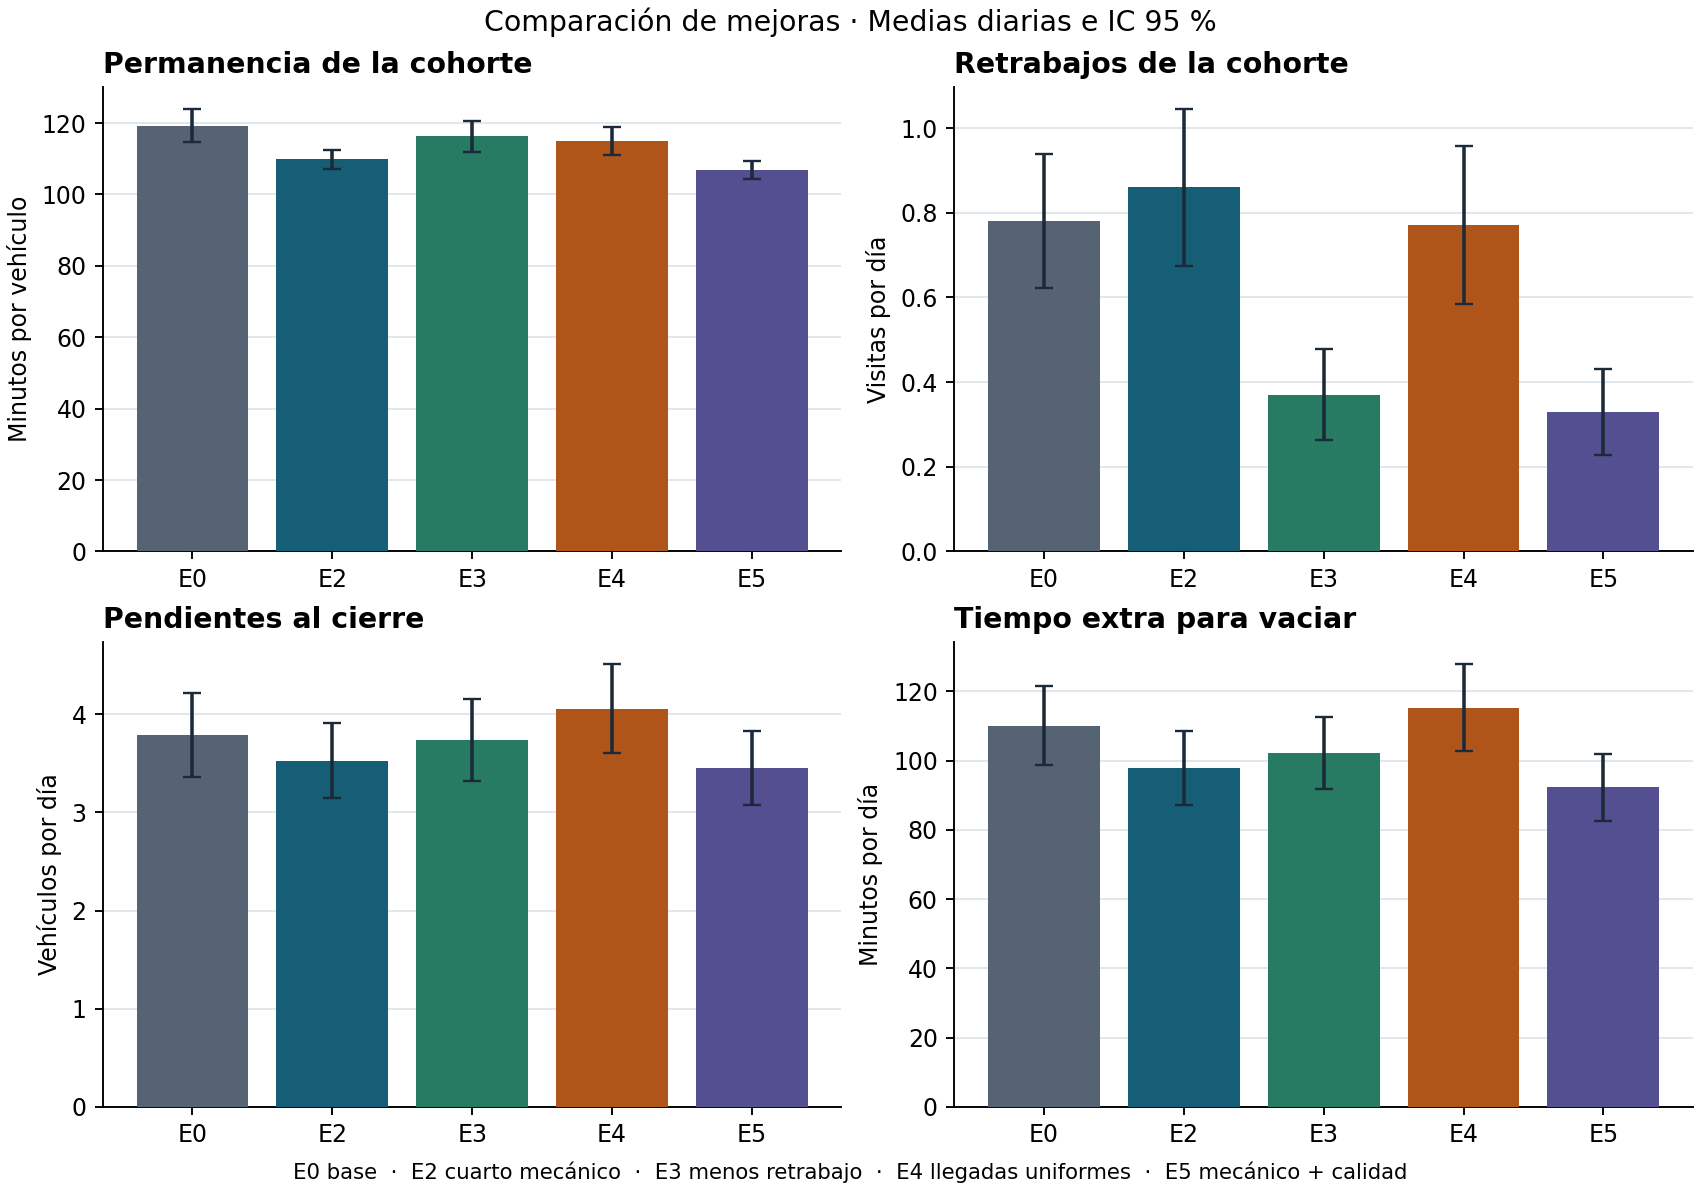 Comparación de mejoras · Medias diarias e IC 95 %
Permanencia de la cohorte
Minutos por vehículo
120
100
80
60
40
20
0
E0 E2 E3 E4 E5
Retrabajos de la cohorte
Visitas por día
1.0
0.8
0.6
0.4
0.2
0.0
E0 E2 E3 E4 E5
Pendientes al cierre
Vehículos por día
4
3
2
1
0
E0 E2 E3 E4 E5
Tiempo extra para vaciar
Minutos por día
120
100
80
60
40
20
0
E0 E2 E3 E4 E5
E0 base · E2 cuarto mecánico · E3 menos retrabajo · E4 llegadas uniformes · E5 mecánico + calidad